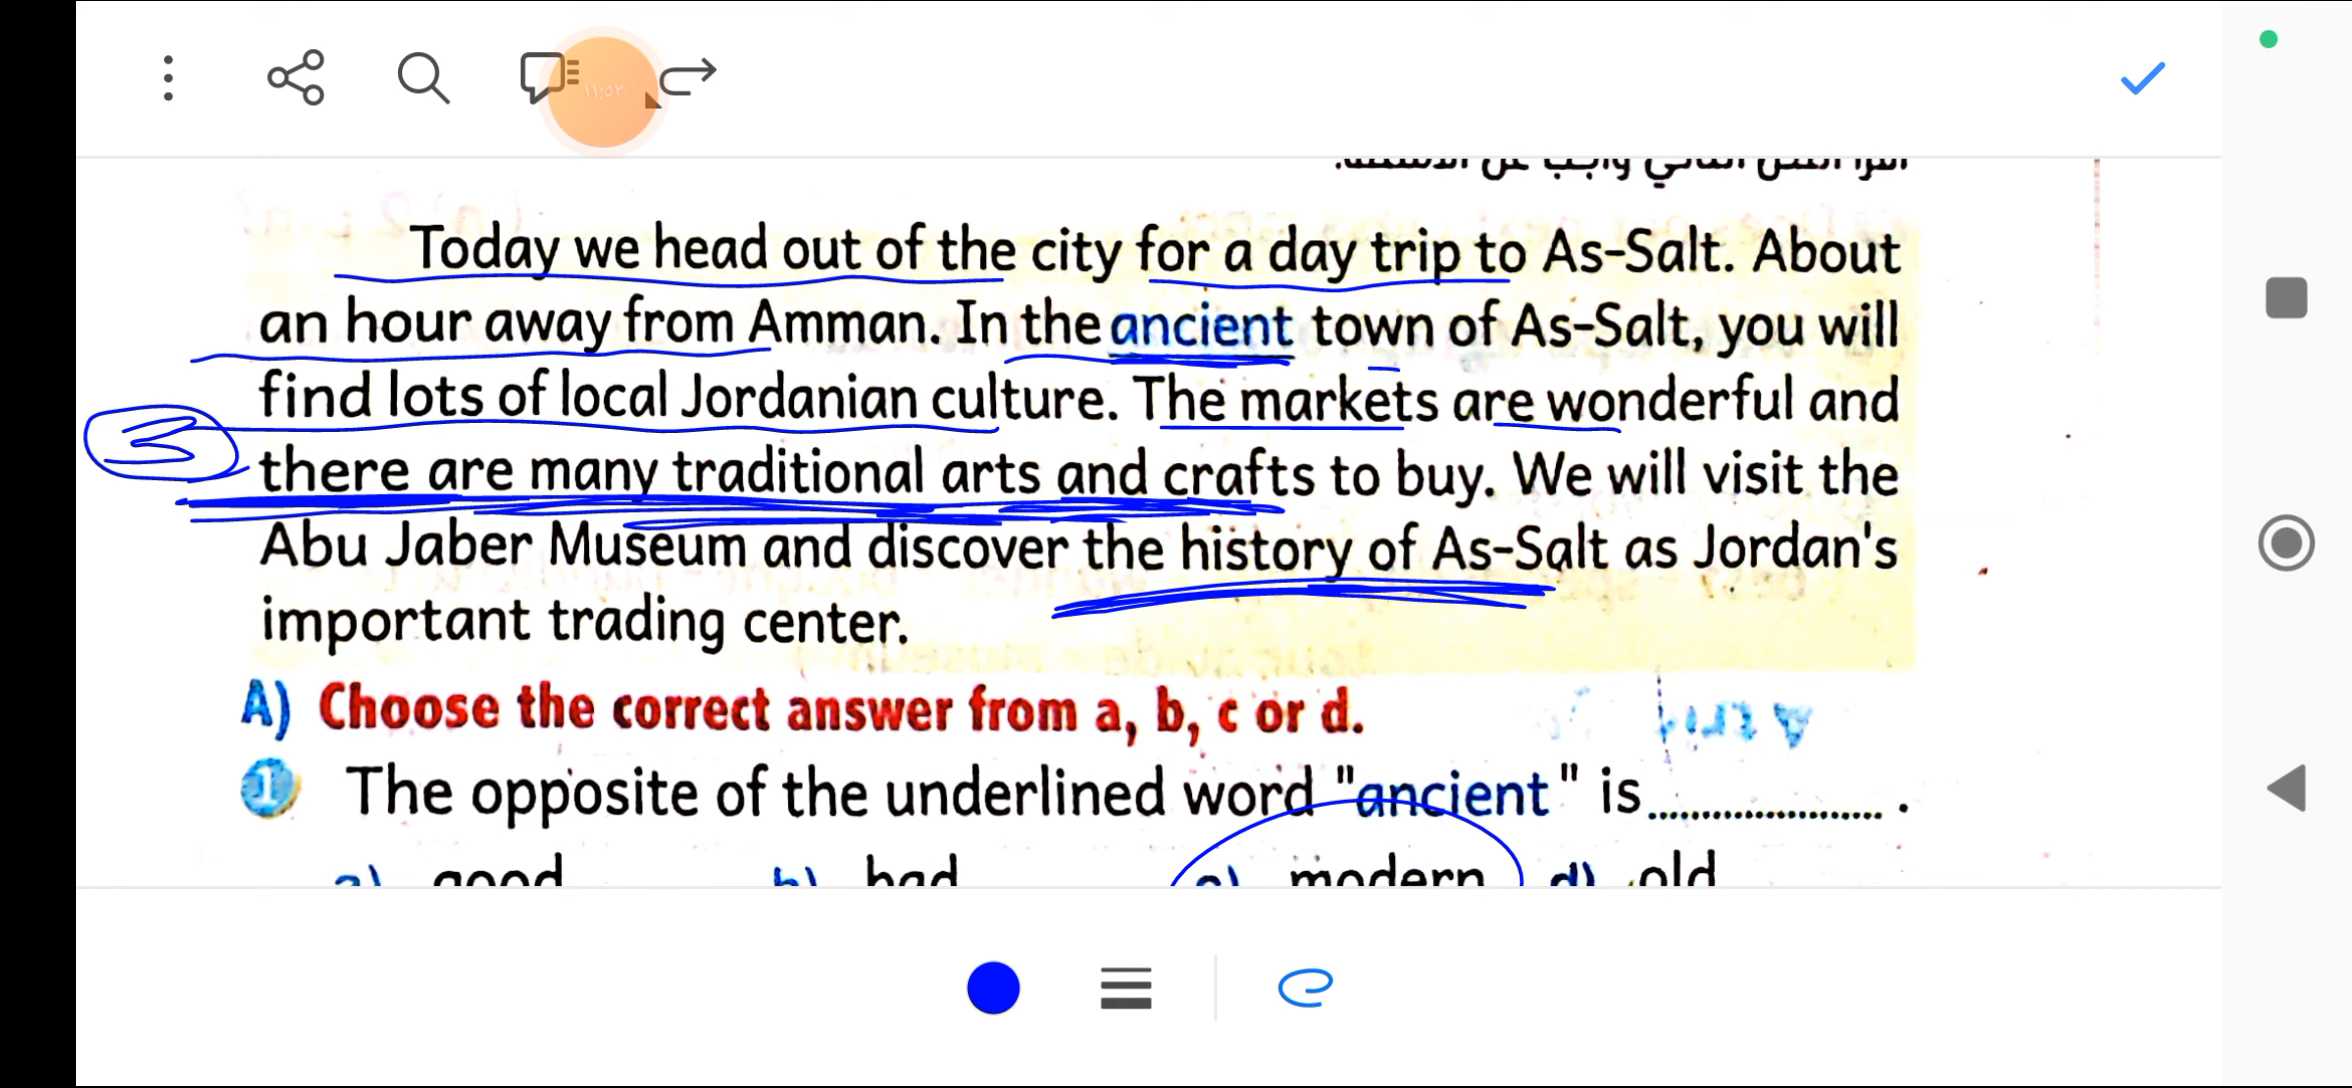 ١١:٥٢
Today we head out of the city for a day trip to As-Salt. About
an hour away from Amman. In the ancient town of As-Salt, you will
find lots of local Jordanian culture. The markets are wonderful and
3
there are many traditional arts and crafts to buy. We will visit the
Abu Jaber Museum and discover the history of As-Salt as Jordan's
important trading center.
A) Choose the correct answer from a, b, c or d.
1 The opposite of the underlined word "ancient" is..................... .
a) good b) bad c) modern d) old